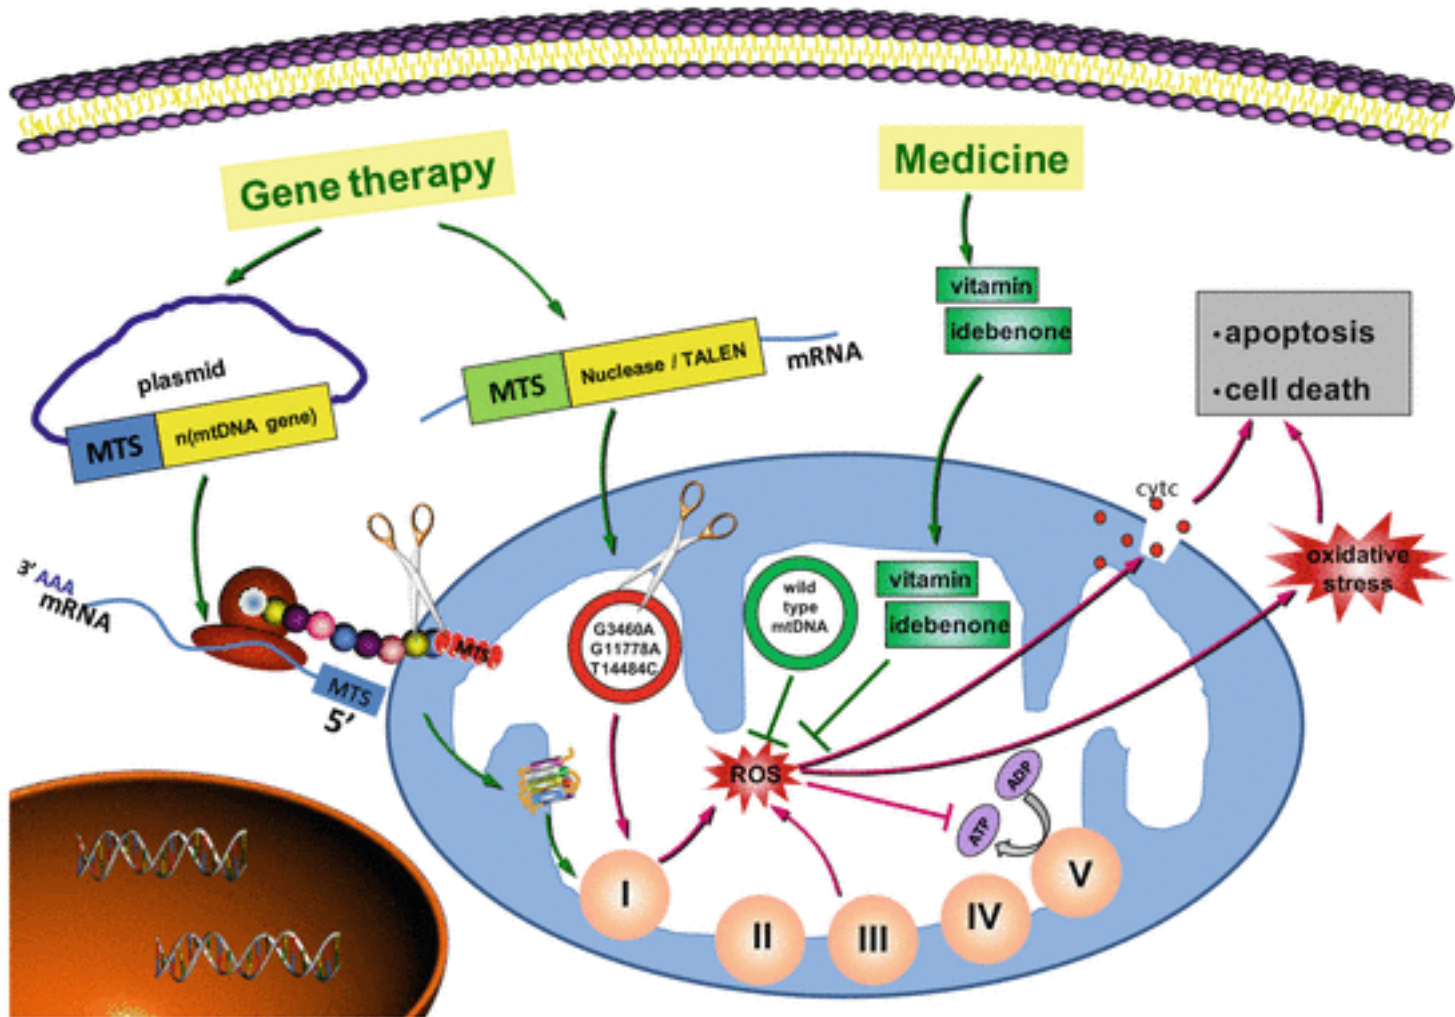 Gene therapy
Medicine
vitamin
idebenone
plasmid
MTS
n(mtDNA gene)
MTS
Nuclease / TALEN
mRNA
• apoptosis
• cell death
cytc
oxidative
stress
3' AAA
mRNA
MTS
5'
MTS
G3460A
G11778A
T14484C
wild
type
mtDNA
vitamin
idebenone
ROS
ADP
ATP
I
II
III
IV
V